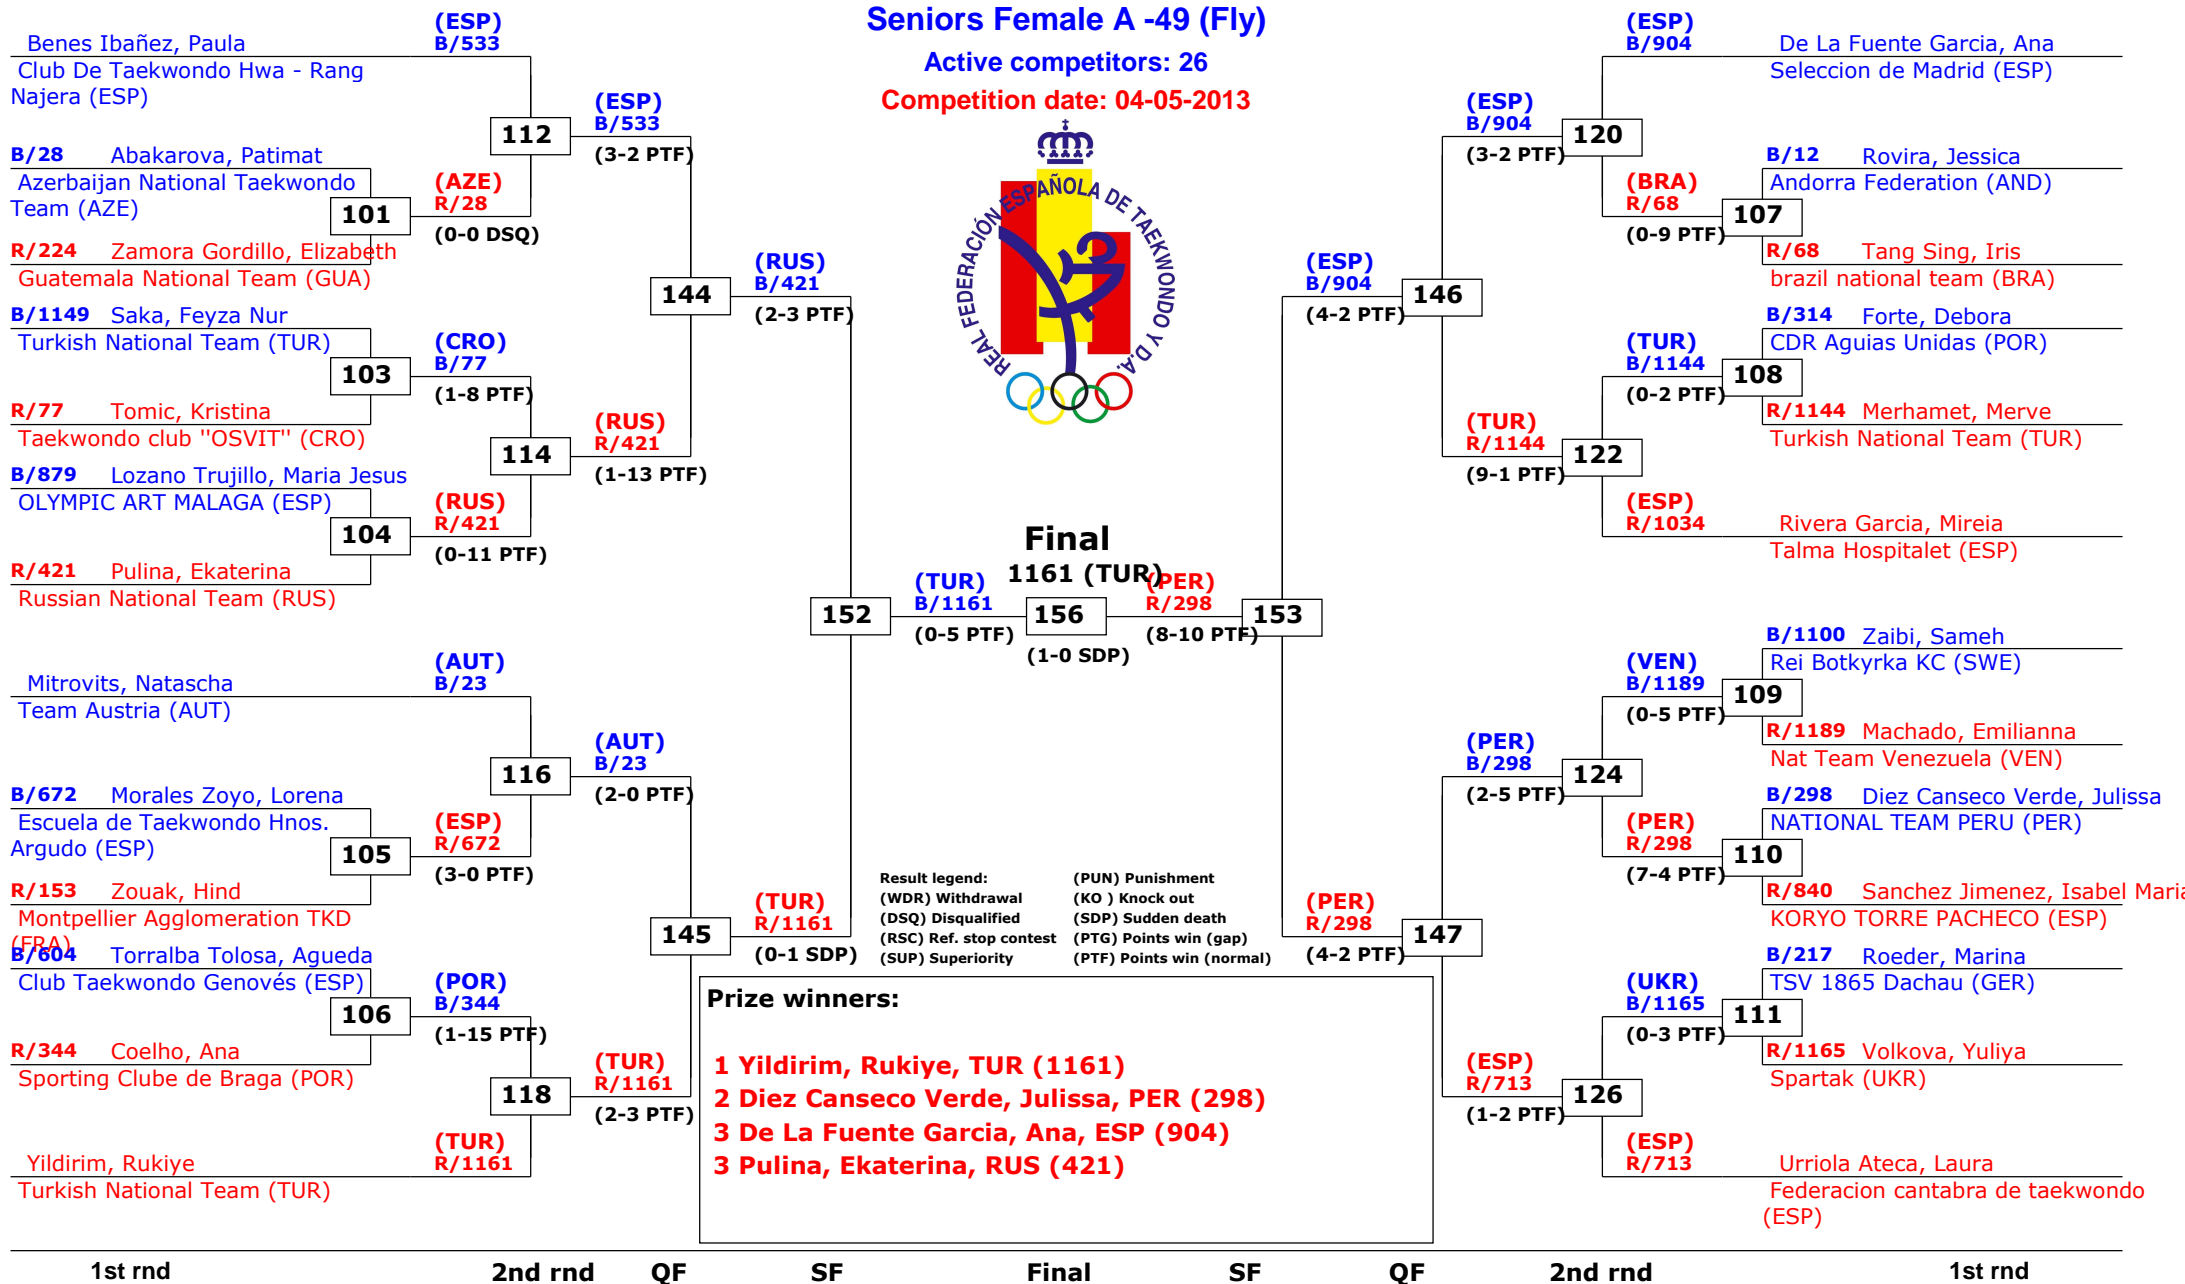 Seniors Female A -49 (Fly)
Active competitors: 26
Competition date: 04-05-2013
REAL FEDERACIÓN ESPAÑOLA DE TAEKWONDO Y D.A.
Benes Ibañez, Paula
Club De Taekwondo Hwa - Rang
Najera (ESP)
(ESP)
B/533
B/28 Abakarova, Patimat
Azerbaijan National Taekwondo
Team (AZE)
101
R/224 Zamora Gordillo, Elizabeth
Guatemala National Team (GUA)
(AZE)
R/28
(0-0 DSQ)
112
(ESP)
B/533
(3-2 PTF)
B/1149 Saka, Feyza Nur
Turkish National Team (TUR)
103
R/77 Tomic, Kristina
Taekwondo club "OSVIT" (CRO)
(CRO)
B/77
(1-8 PTF)
B/879 Lozano Trujillo, Maria Jesus
OLYMPIC ART MALAGA (ESP)
104
R/421 Pulina, Ekaterina
Russian National Team (RUS)
(RUS)
R/421
(0-11 PTF)
114
(RUS)
R/421
(1-13 PTF)
144
(RUS)
B/421
(2-3 PTF)
Mitrovits, Natascha
Team Austria (AUT)
(AUT)
B/23
B/672 Morales Zoyo, Lorena
Escuela de Taekwondo Hnos.
Argudo (ESP)
105
R/153 Zouak, Hind
Montpellier Agglomeration TKD
(FRA)
(ESP)
R/672
(3-0 PTF)
116
(AUT)
B/23
(2-0 PTF)
B/604 Torralba Tolosa, Agueda
Club Taekwondo Genovés (ESP)
106
R/344 Coelho, Ana
Sporting Clube de Braga (POR)
(POR)
B/344
(1-15 PTF)
Yildirim, Rukiye
Turkish National Team (TUR)
(TUR)
R/1161
118
(TUR)
R/1161
(2-3 PTF)
145
(TUR)
R/1161
(0-1 SDP)
152
(TUR)
B/1161
(0-5 PTF)
Final
1161 (TUR)
156
(1-0 SDP)
(PER)
R/298
(8-10 PTF)
153
(ESP)
B/904
(4-2 PTF)
146
(ESP)
B/904
(3-2 PTF)
120
(ESP)
B/904
De La Fuente Garcia, Ana
Seleccion de Madrid (ESP)
(BRA)
R/68
(0-9 PTF)
107
B/12 Rovira, Jessica
Andorra Federation (AND)
R/68 Tang Sing, Iris
brazil national team (BRA)
(TUR)
R/1144
(9-1 PTF)
122
(TUR)
B/1144
(0-2 PTF)
108
B/314 Forte, Debora
CDR Aguias Unidas (POR)
R/1144 Merhamet, Merve
Turkish National Team (TUR)
(ESP)
R/1034
Rivera Garcia, Mireia
Talma Hospitalet (ESP)
(PER)
R/298
(4-2 PTF)
147
(PER)
B/298
(2-5 PTF)
124
(VEN)
B/1189
(0-5 PTF)
109
B/1100 Zaibi, Sameh
Rei Botkyrka KC (SWE)
R/1189 Machado, Emilianna
Nat Team Venezuela (VEN)
(PER)
R/298
(7-4 PTF)
110
B/298 Diez Canseco Verde, Julissa
NATIONAL TEAM PERU (PER)
R/840 Sanchez Jimenez, Isabel Maria
KORYO TORRE PACHECO (ESP)
(ESP)
R/713
(1-2 PTF)
126
(UKR)
B/1165
(0-3 PTF)
111
B/217 Roeder, Marina
TSV 1865 Dachau (GER)
R/1165 Volkova, Yuliya
Spartak (UKR)
(ESP)
R/713
Urriola Ateca, Laura
Federacion cantabra de taekwondo
(ESP)
Result legend: (PUN) Punishment
(WDR) Withdrawal (KO ) Knock out
(DSQ) Disqualified (SDP) Sudden death
(RSC) Ref. stop contest (PTG) Points win (gap)
(SUP) Superiority (PTF) Points win (normal)
Prize winners:
1 Yildirim, Rukiye, TUR (1161)
2 Diez Canseco Verde, Julissa, PER (298)
3 De La Fuente Garcia, Ana, ESP (904)
3 Pulina, Ekaterina, RUS (421)
1st rnd 2nd rnd QF SF Final SF QF 2nd rnd 1st rnd